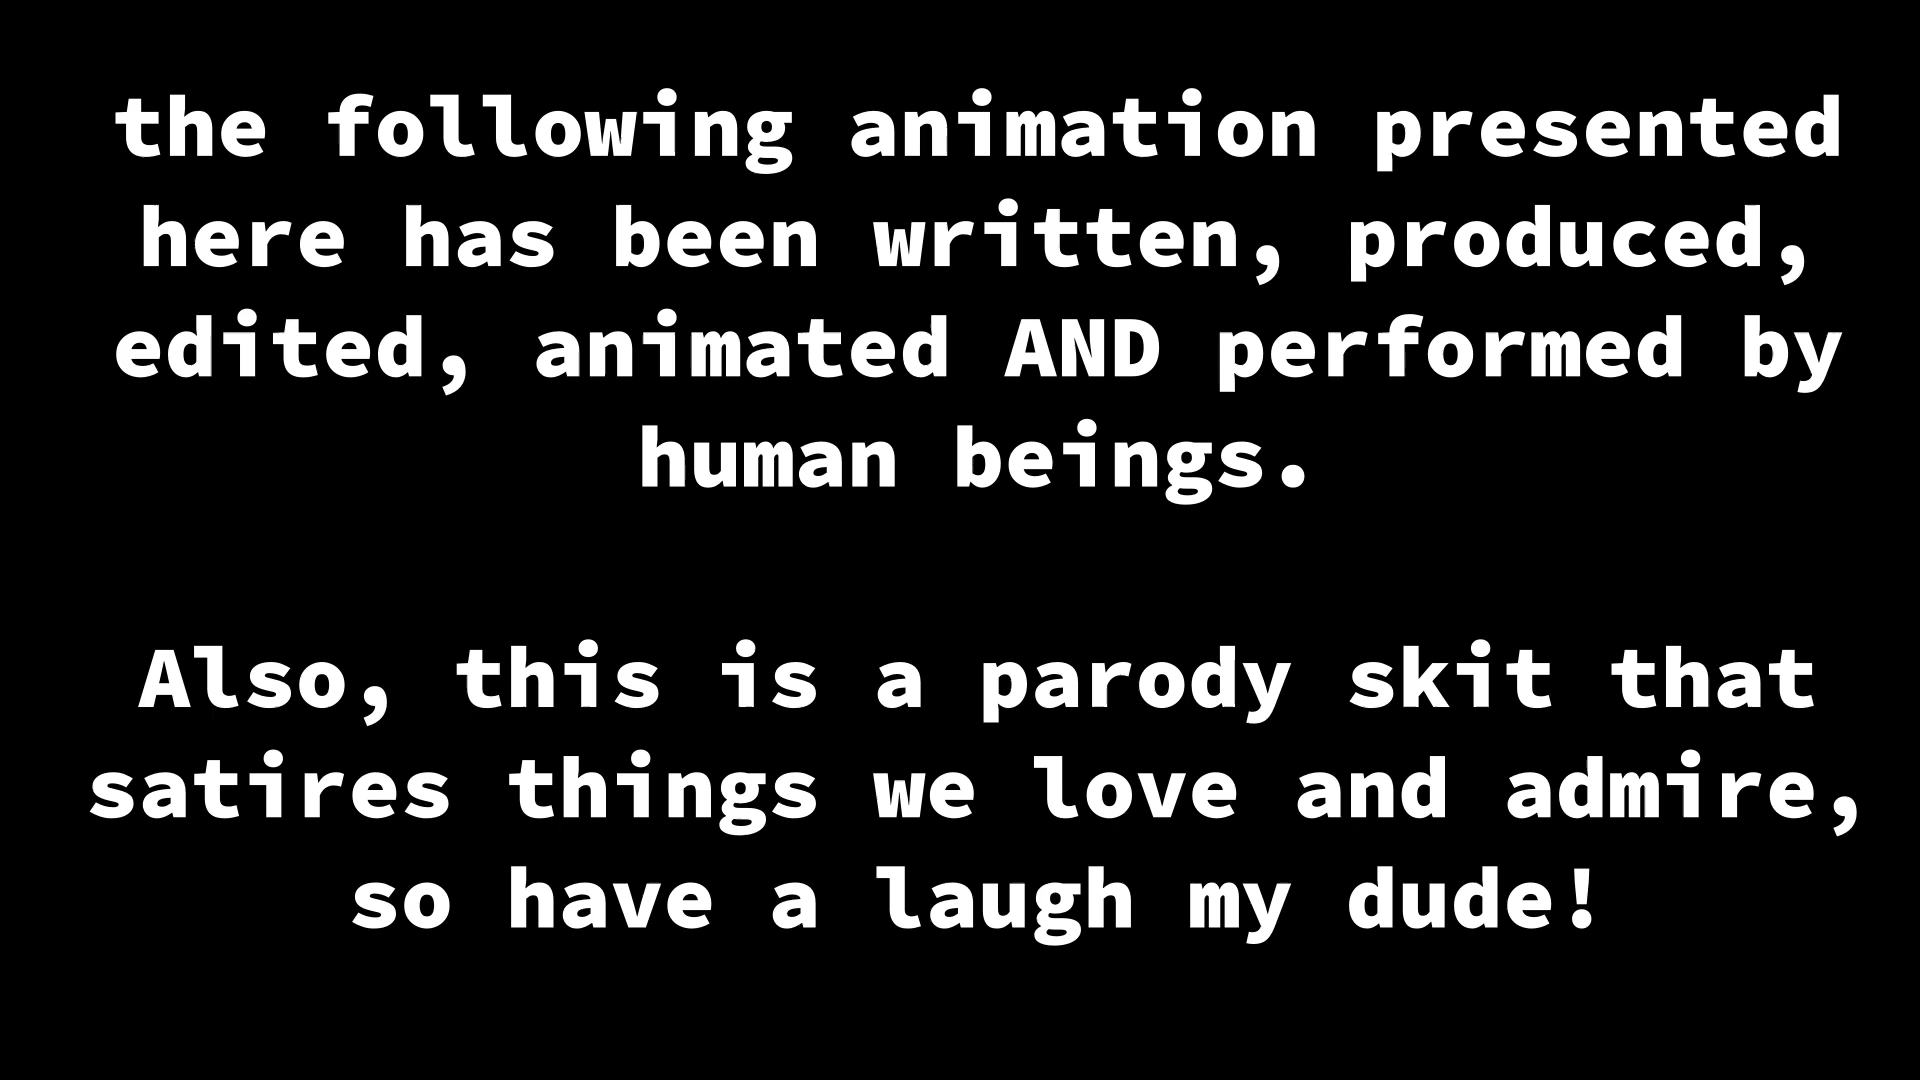 the following animation presented
here has been written, produced,
edited, animated AND performed by
human beings.
Also, this is a parody skit that
satires things we love and admire,
so have a laugh my dude!